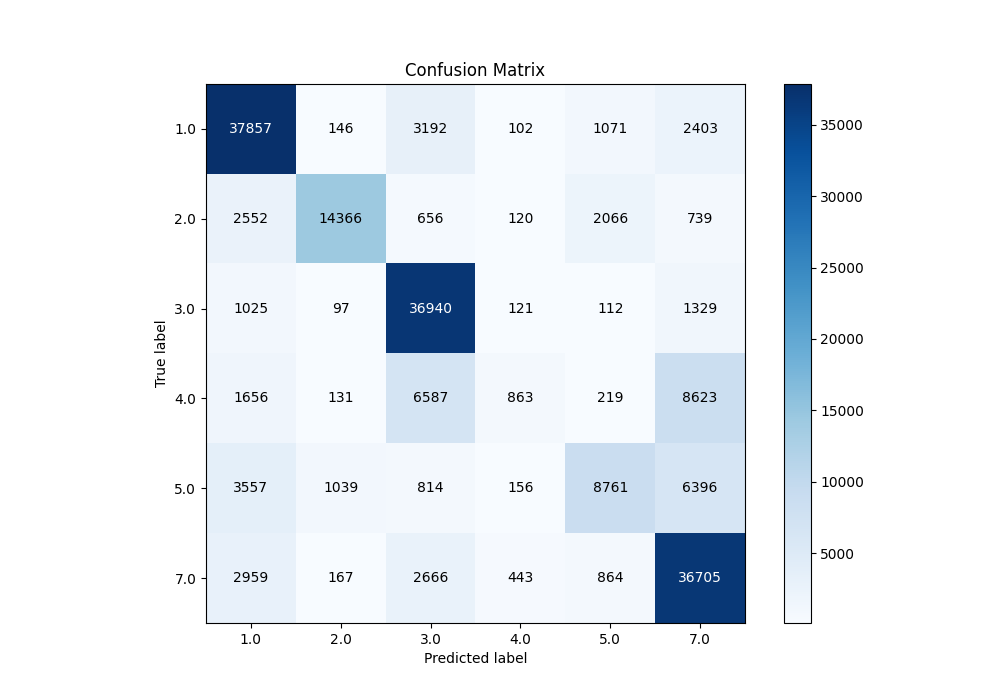 Confusion Matrix
True label
1.0 37857 146 3192 102 1071 2403
2.0 2552 14366 656 120 2066 739
3.0 1025 97 36940 121 112 1329
4.0 1656 131 6587 863 219 8623
5.0 3557 1039 814 156 8761 6396
7.0 2959 167 2666 443 864 36705
1.0 2.0 3.0 4.0 5.0 7.0
Predicted label
35000
30000
25000
20000
15000
10000
5000